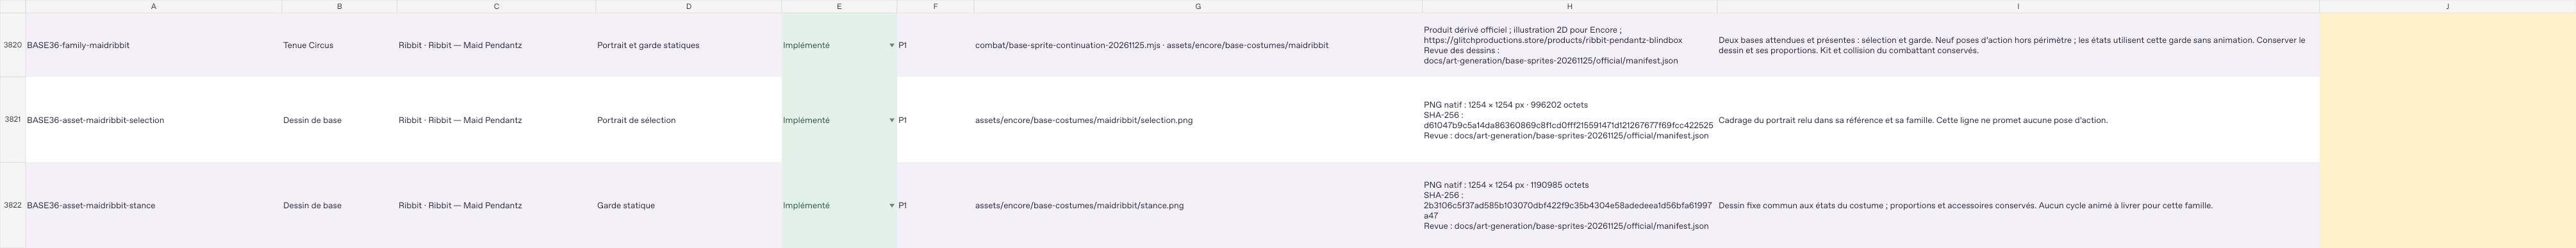 A B C D E F G H I J
3820 BASE36-family-maidribbit Tenue Circus Ribbit · Ribbit — Maid Pendantz Portrait et garde statiques Implémenté P1 combat/base-sprite-continuation-20261125.mjs · assets/encore/base-costumes/maidribbit
Produit dérivé officiel ; illustration 2D pour Encore ;
https://glitchproductions.store/products/ribbit-pendantz-blindbox
Revue des dessins :
docs/art-generation/base-sprites-20261125/official/manifest.json
Deux bases attendues et présentes : sélection et garde. Neuf poses d'action hors périmètre ; les états utilisent cette garde sans animation. Conserver le
dessin et ses proportions. Kit et collision du combattant conservés.
3821 BASE36-asset-maidribbit-selection Dessin de base Ribbit · Ribbit — Maid Pendantz Portrait de sélection Implémenté P1 assets/encore/base-costumes/maidribbit/selection.png
PNG natif : 1254 × 1254 px · 996202 octets
SHA-256 :
d61047b9c5a14da86360869c8f1cd0fff215591471d121267677f69fcc422525
Revue : docs/art-generation/base-sprites-20261125/official/manifest.json
Cadrage du portrait relu dans sa référence et sa famille. Cette ligne ne promet aucune pose d'action.
3822 BASE36-asset-maidribbit-stance Dessin de base Ribbit · Ribbit — Maid Pendantz Garde statique Implémenté P1 assets/encore/base-costumes/maidribbit/stance.png
PNG natif : 1254 × 1254 px · 1190985 octets
SHA-256 :
2b3106c5f37ad585b103070dbf422f9c35b4304e58adedeea1d56bfa61997
a47
Revue : docs/art-generation/base-sprites-20261125/official/manifest.json
Dessin fixe commun aux états du costume ; proportions et accessoires conservés. Aucun cycle animé à livrer pour cette famille.